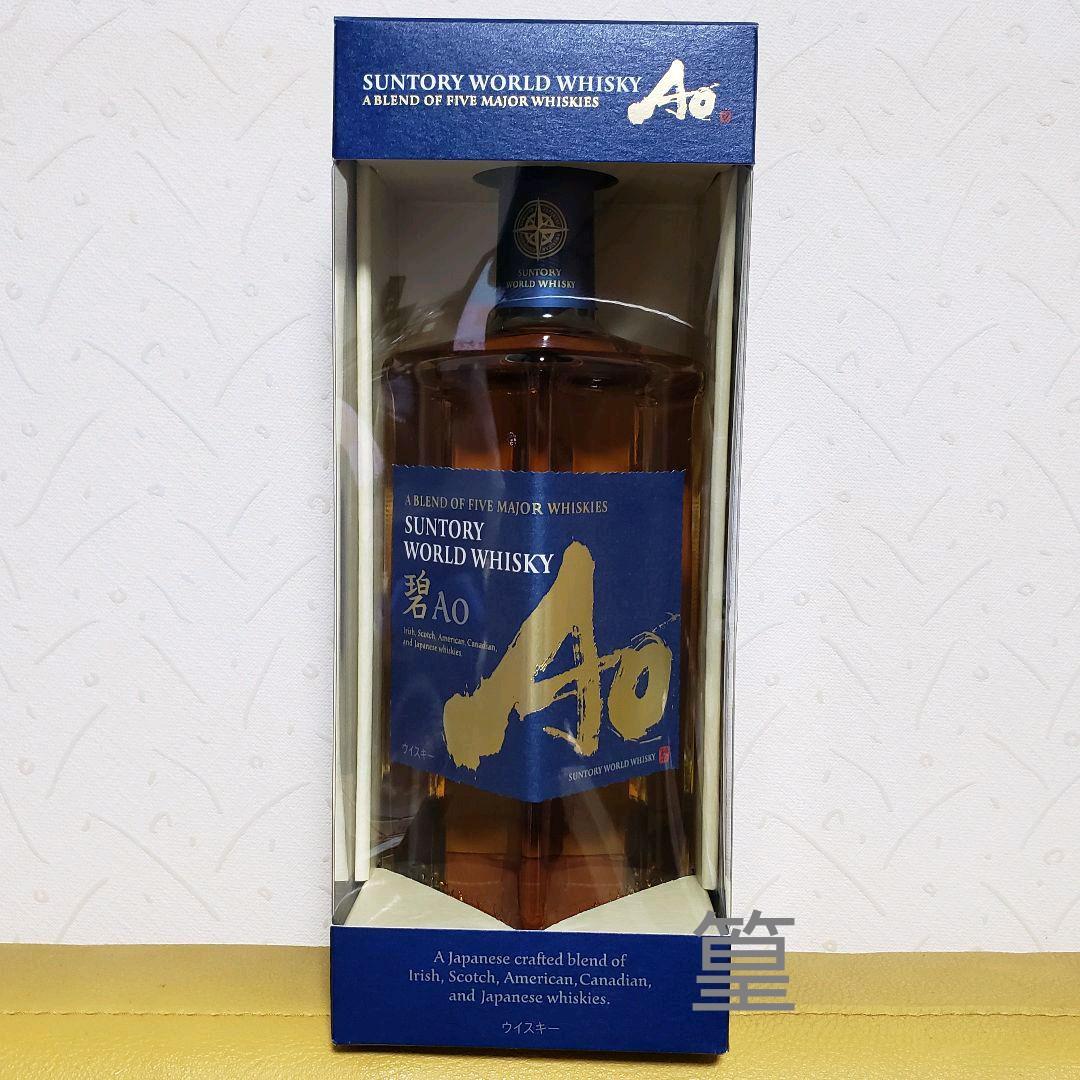 SUNTORY WORLD WHISKY
A BLEND OF FIVE MAJOR WHISKIES
Ao
SUNTORY
WORLD WHISKY
A BLEND OF FIVE MAJOR WHISKIES
SUNTORY
WORLD WHISKY
碧 AO
Irish, Scotch, American, Canadian,
and Japanese whiskies
Ao
ウイスキー
SUNTORY WORLD WHISKY
A Japanese crafted blend of
Irish, Scotch, American, Canadian,
and Japanese whiskies.
ウイスキー
篁